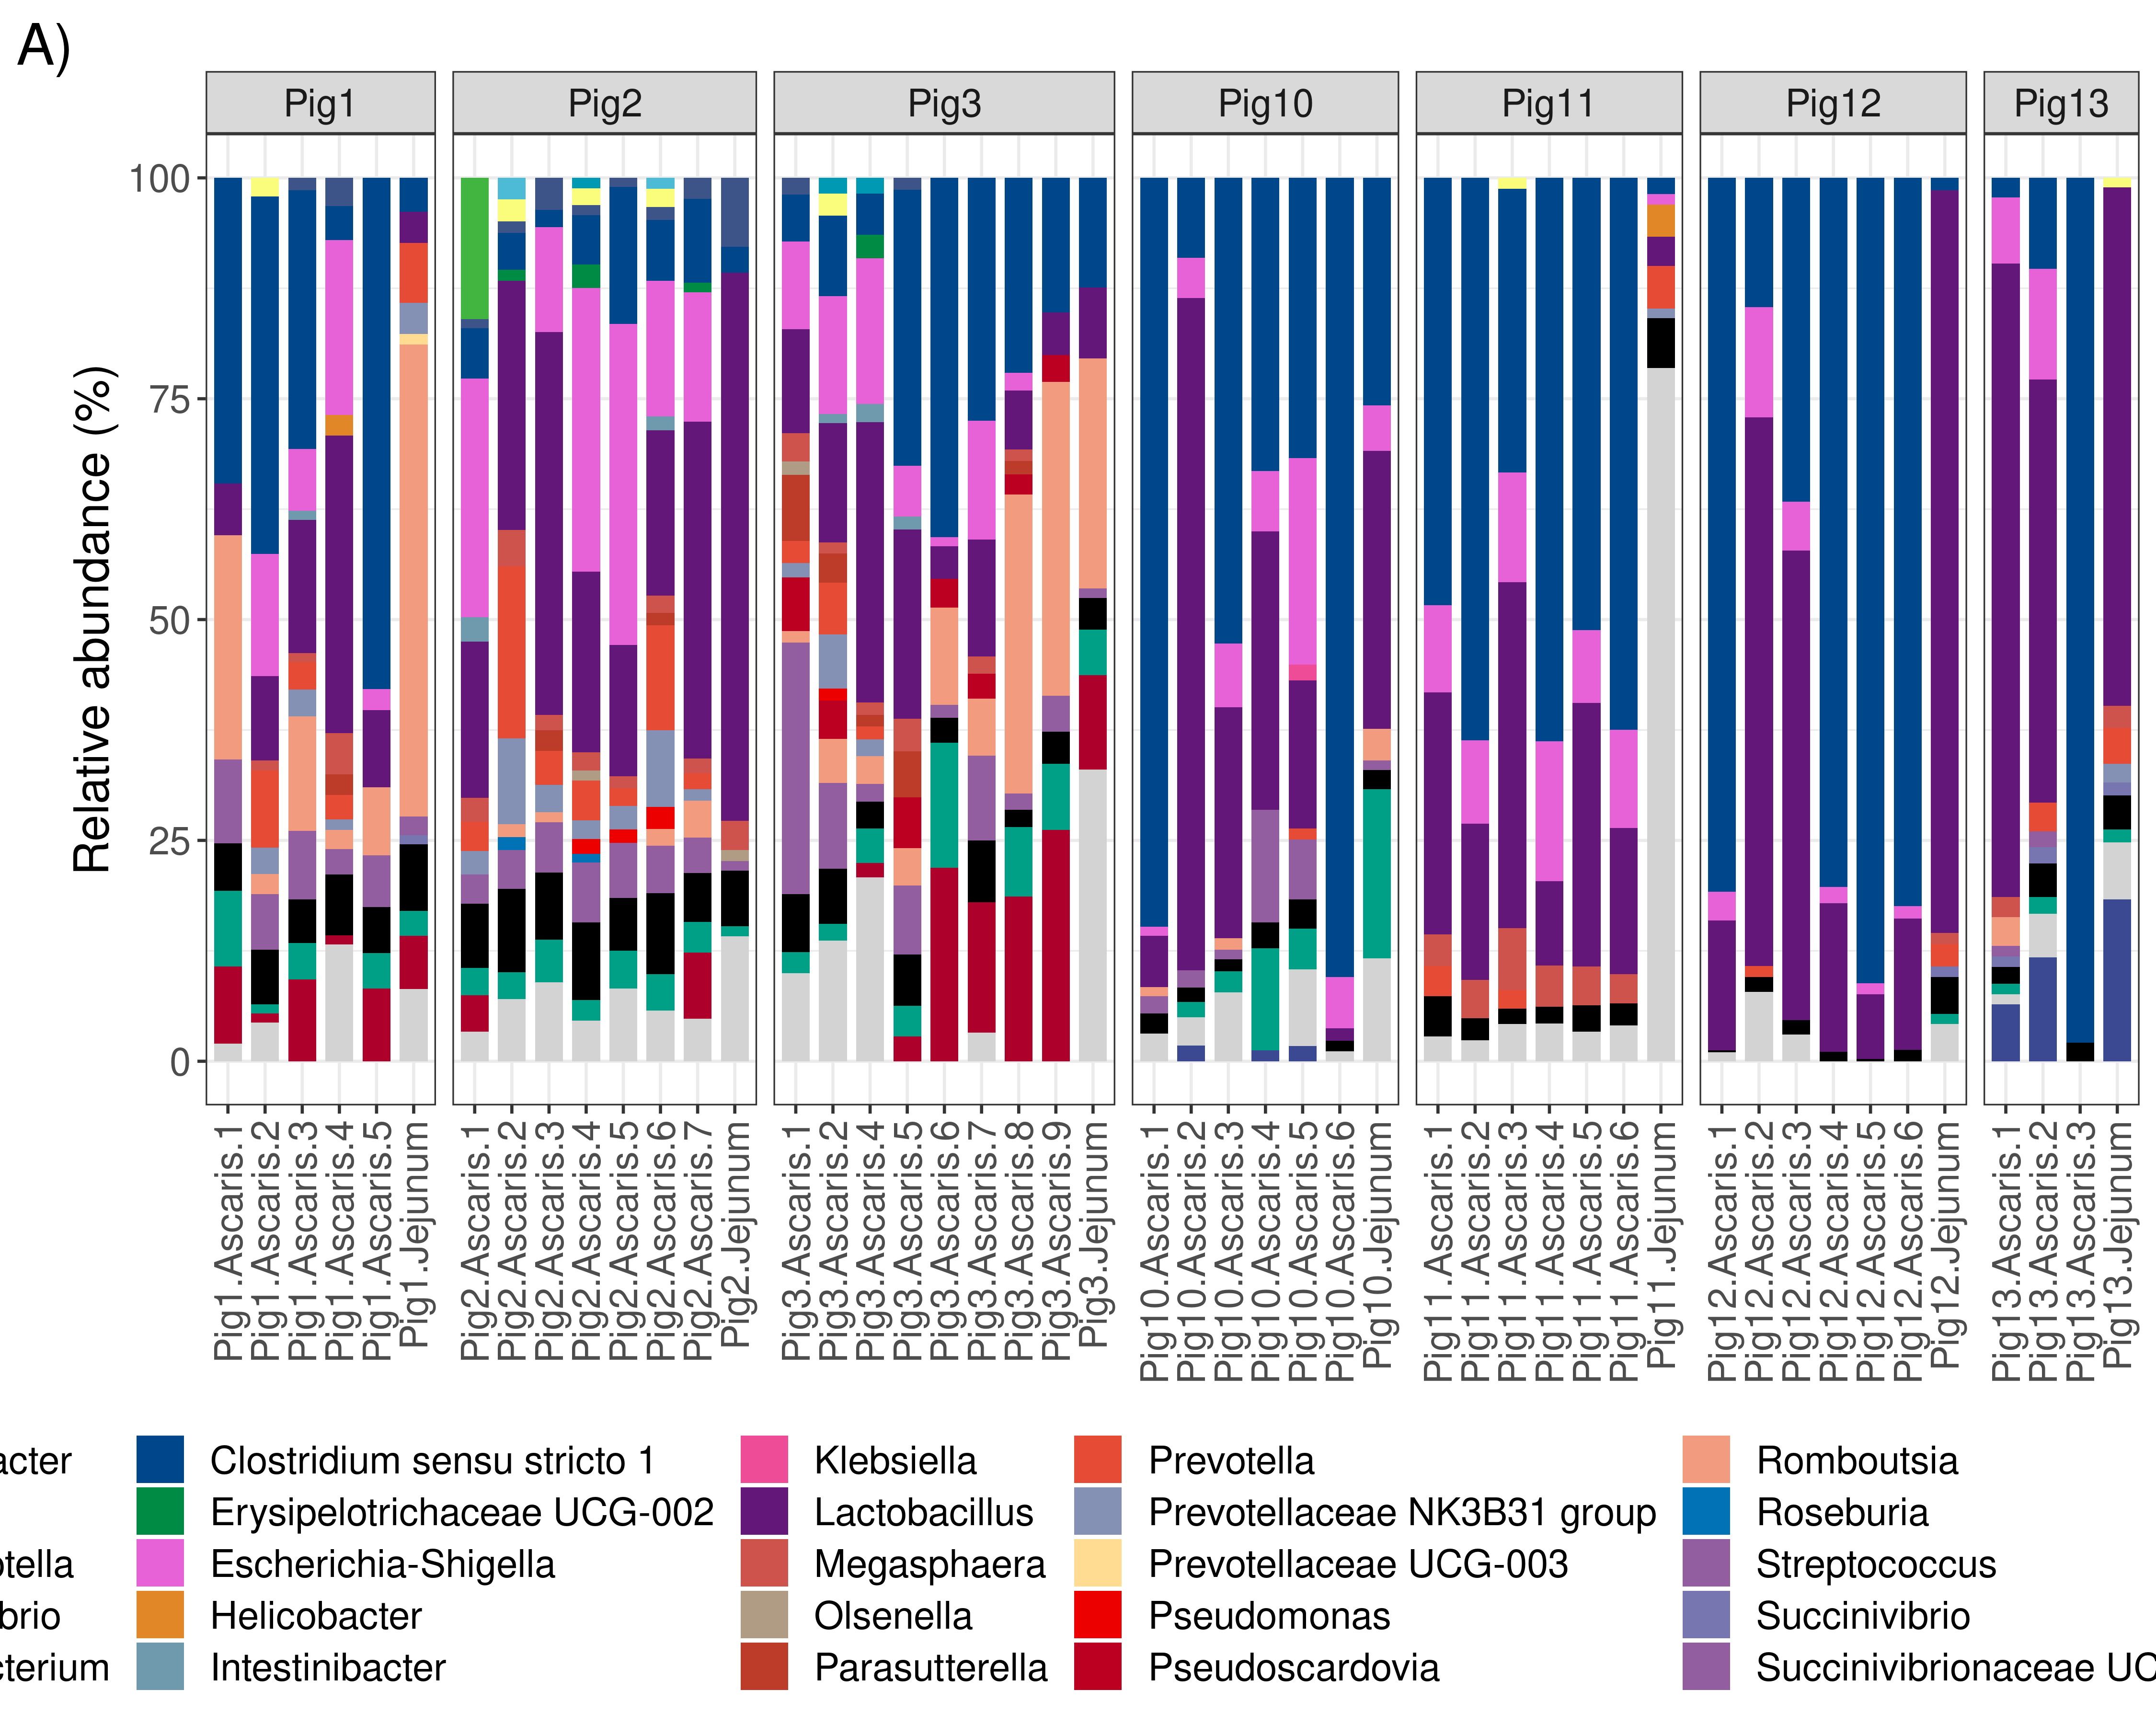 A)
Pig1 Pig2 Pig3 Pig10 Pig11 Pig12 Pig13
Relative abundance (%)
100
75
50
25
0
Pig1.Ascaris.1
Pig1.Ascaris.2
Pig1.Ascaris.3
Pig1.Ascaris.4
Pig1.Ascaris.5
Pig1.Jejunum
Pig2.Ascaris.1
Pig2.Ascaris.2
Pig2.Ascaris.3
Pig2.Ascaris.4
Pig2.Ascaris.5
Pig2.Ascaris.6
Pig2.Ascaris.7
Pig2.Jejunum
Pig3.Ascaris.1
Pig3.Ascaris.2
Pig3.Ascaris.4
Pig3.Ascaris.5
Pig3.Ascaris.6
Pig3.Ascaris.7
Pig3.Ascaris.8
Pig3.Ascaris.9
Pig3.Jejunum
Pig10.Ascaris.1
Pig10.Ascaris.2
Pig10.Ascaris.3
Pig10.Ascaris.4
Pig10.Ascaris.5
Pig10.Ascaris.6
Pig10.Jejunum
Pig11.Ascaris.1
Pig11.Ascaris.2
Pig11.Ascaris.3
Pig11.Ascaris.4
Pig11.Ascaris.5
Pig11.Ascaris.6
Pig11.Jejunum
Pig12.Ascaris.1
Pig12.Ascaris.2
Pig12.Ascaris.3
Pig12.Ascaris.4
Pig12.Ascaris.5
Pig12.Ascaris.6
Pig12.Jejunum
Pig13.Ascaris.1
Pig13.Ascaris.2
Pig13.Ascaris.3
Pig13.Jejunum
acter Clostridium sensu stricto 1 Klebsiella Prevotella Romboutsia
Erysipelotrichaceae UCG-002 Lactobacillus Prevotellaceae NK3B31 group Roseburia
otella Escherichia-Shigella Megasphaera Prevotellaceae UCG-003 Streptococcus
brio Helicobacter Olsenella Pseudomonas Succinivibrio
cterium Intestinibacter Parasutterella Pseudoscardovia Succinivibrionaceae UC